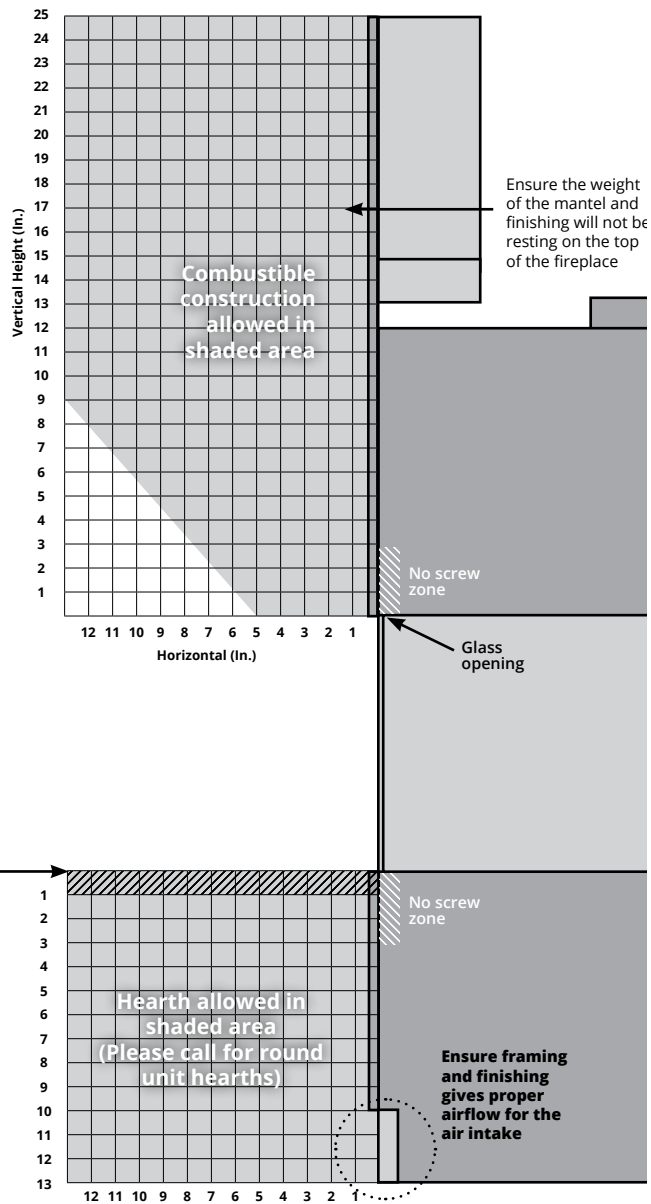 25
24
23
22
21
20
19
18
17
16
15
14
13
12
11
10
9
8
7
6
5
4
3
2
1
Vertical Height (In.)
12 11 10 9 8 7 6 5 4 3 2 1
Horizontal (In.)
Combustible
construction
allowed in
shaded area
Ensure the weight
of the mantel and
finishing will not be
resting on the top
of the fireplace
No screw
zone
Glass
opening
1
2
3
4
5
6
7
8
9
10
11
12
13
12 11 10 9 8 7 6 5 4 3 2 1
No screw
zone
Hearth allowed in
shaded area
(Please call for round
unit hearths)
Ensure framing
and finishing
gives proper
airflow for the
air intake